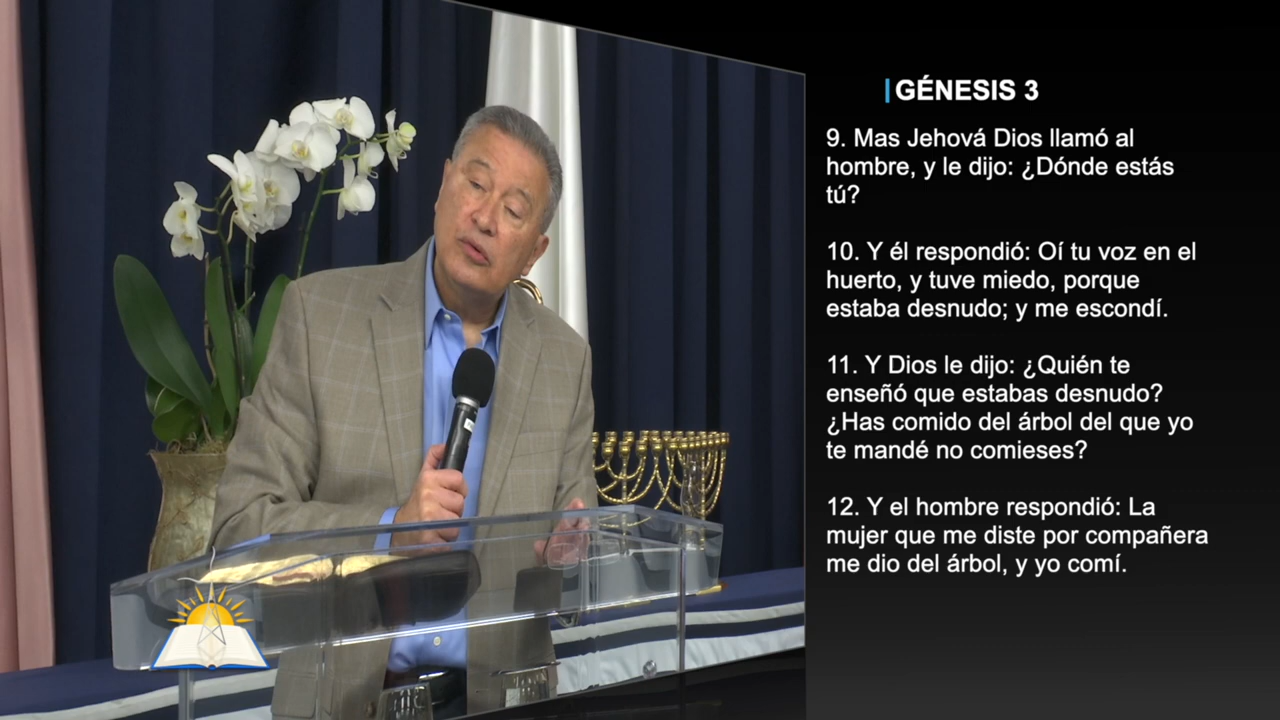 GÉNESIS 3
9. Mas Jehová Dios llamó al
hombre, y le dijo: ¿Dónde estás
tú?
10. Y él respondió: Oí tu voz en el
huerto, y tuve miedo, porque
estaba desnudo; y me escondí.
11. Y Dios le dijo: ¿Quién te
enseñó que estabas desnudo?
¿Has comido del árbol del que yo
te mandé no comieses?
12. Y el hombre respondió: La
mujer que me diste por compañera
me dio del árbol, y yo comí.